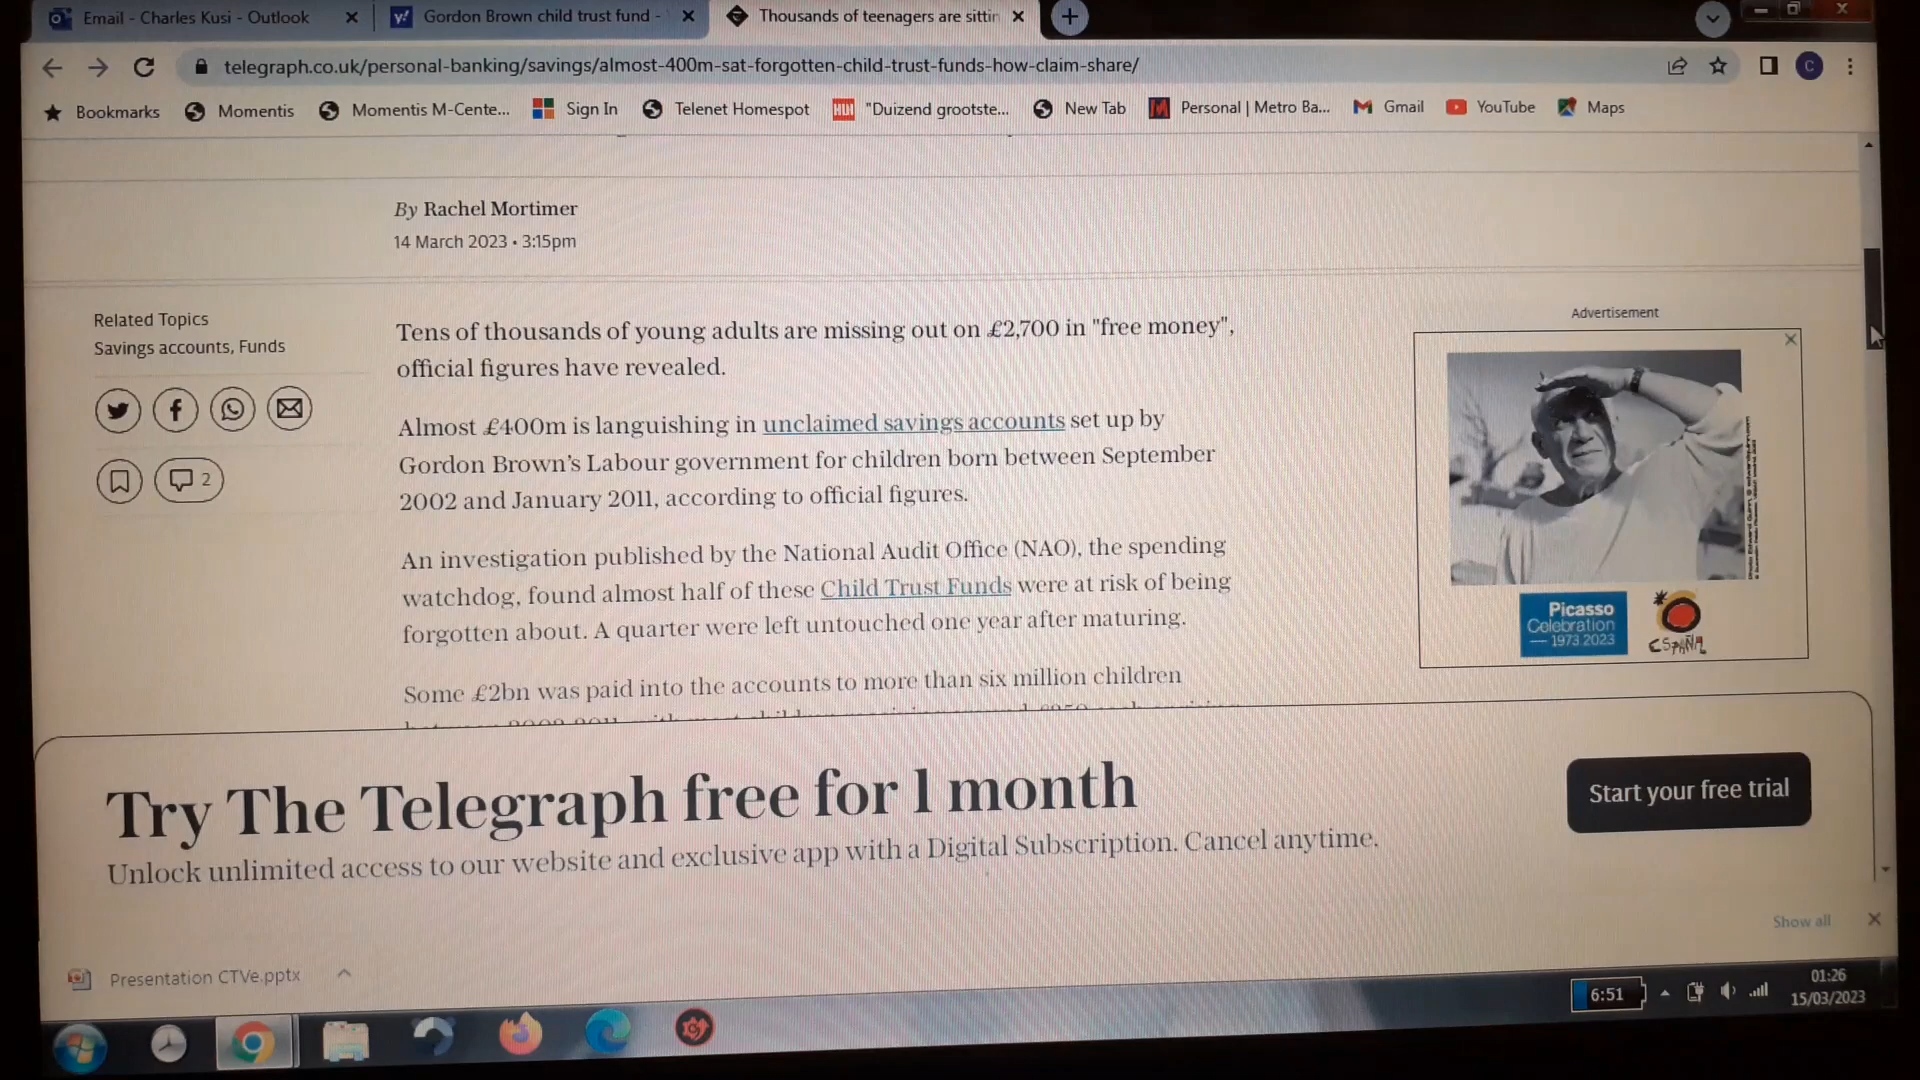 Email - Charles Kusi - Outlook
Gordon Brown child trust fund -
Thousands of teenagers are sittin
telegraph.co.uk/personal-banking/savings/almost-400m-sat-forgotten-child-trust-funds-how-claim-share/
C
Bookmarks
Momentis
Momentis M-Cente...
Sign In
Telenet Homespot
HLN
"Duizend grootste...
New Tab
Personal | Metro Ba...
Gmail
YouTube
Maps
By Rachel Mortimer
14 March 2023 • 3:15pm
Related Topics
Savings accounts, Funds
2
Tens of thousands of young adults are missing out on £2,700 in "free money",
official figures have revealed.
Almost £400m is languishing in unclaimed savings accounts set up by
Gordon Brown's Labour government for children born between September
2002 and January 2011, according to official figures.
An investigation published by the National Audit Office (NAO), the spending
watchdog, found almost half of these Child Trust Funds were at risk of being
forgotten about. A quarter were left untouched one year after maturing.
Some £2bn was paid into the accounts to more than six million children
Advertisement
Picasso
Celebration
— 1973 2023
ESPAÑA
Try The Telegraph free for 1 month
Unlock unlimited access to our website and exclusive app with a Digital Subscription. Cancel anytime.
Start your free trial
Show all
Presentation CTVe.pptx
6:51
01:26
15/03/2023